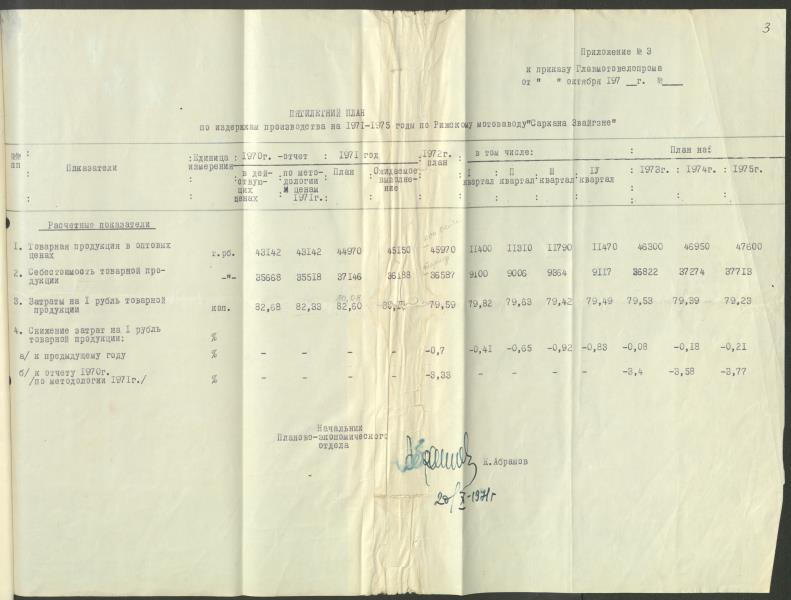 3
Приложение № 3
к приказу Главмотовелопрома
от " " октября 197 __г. №____
ПЯТИЛЕТНИЙ ПЛАН
по издержкам производства на 1971-1975 годы по Рижскому мотозаводу "Саркана Звайгзне"
№№ пп : Показатели : Единица измерения : 1970г. -отчет : 1971 год : 1972г. план : в том числе: : План на:
в действующих ценах : по методологии и ценам 1971г. : План : Ожидаемое выполнение : I квартал : П квартал : Ш квартал : IУ квартал : 1973г. : 1974г. : 1975г.
Расчетные показатели
1. Товарная продукция в оптовых ценах т.рб. 43142 43142 44970 45150 45970 11400 11310 11790 11470 46300 46950 47600
2. Себестоимость товарной продукции -"- 35668 35518 37146 36188 36587 9100 9006 9364 9117 36822 37274 37713
3. Затраты на I рубль товарной продукции коп. 82,68 82,33 82,60 79,59 79,82 79,63 79,42 79,49 79,53 79,39 79,23
4. Снижение затрат на I рубль товарной продукции: %
а/ к предыдущему году % - - - - -0,7 -0,41 -0,65 -0,92 -0,83 -0,08 -0,18 -0,21
б/ к отчету 1970г. /по методологии 1971г./ % - - - - -3,33 - - - - -3,4 -3,58 -3,77
Начальник
Планово-экономического
отдела
К.Абрамов
20/X-1971г